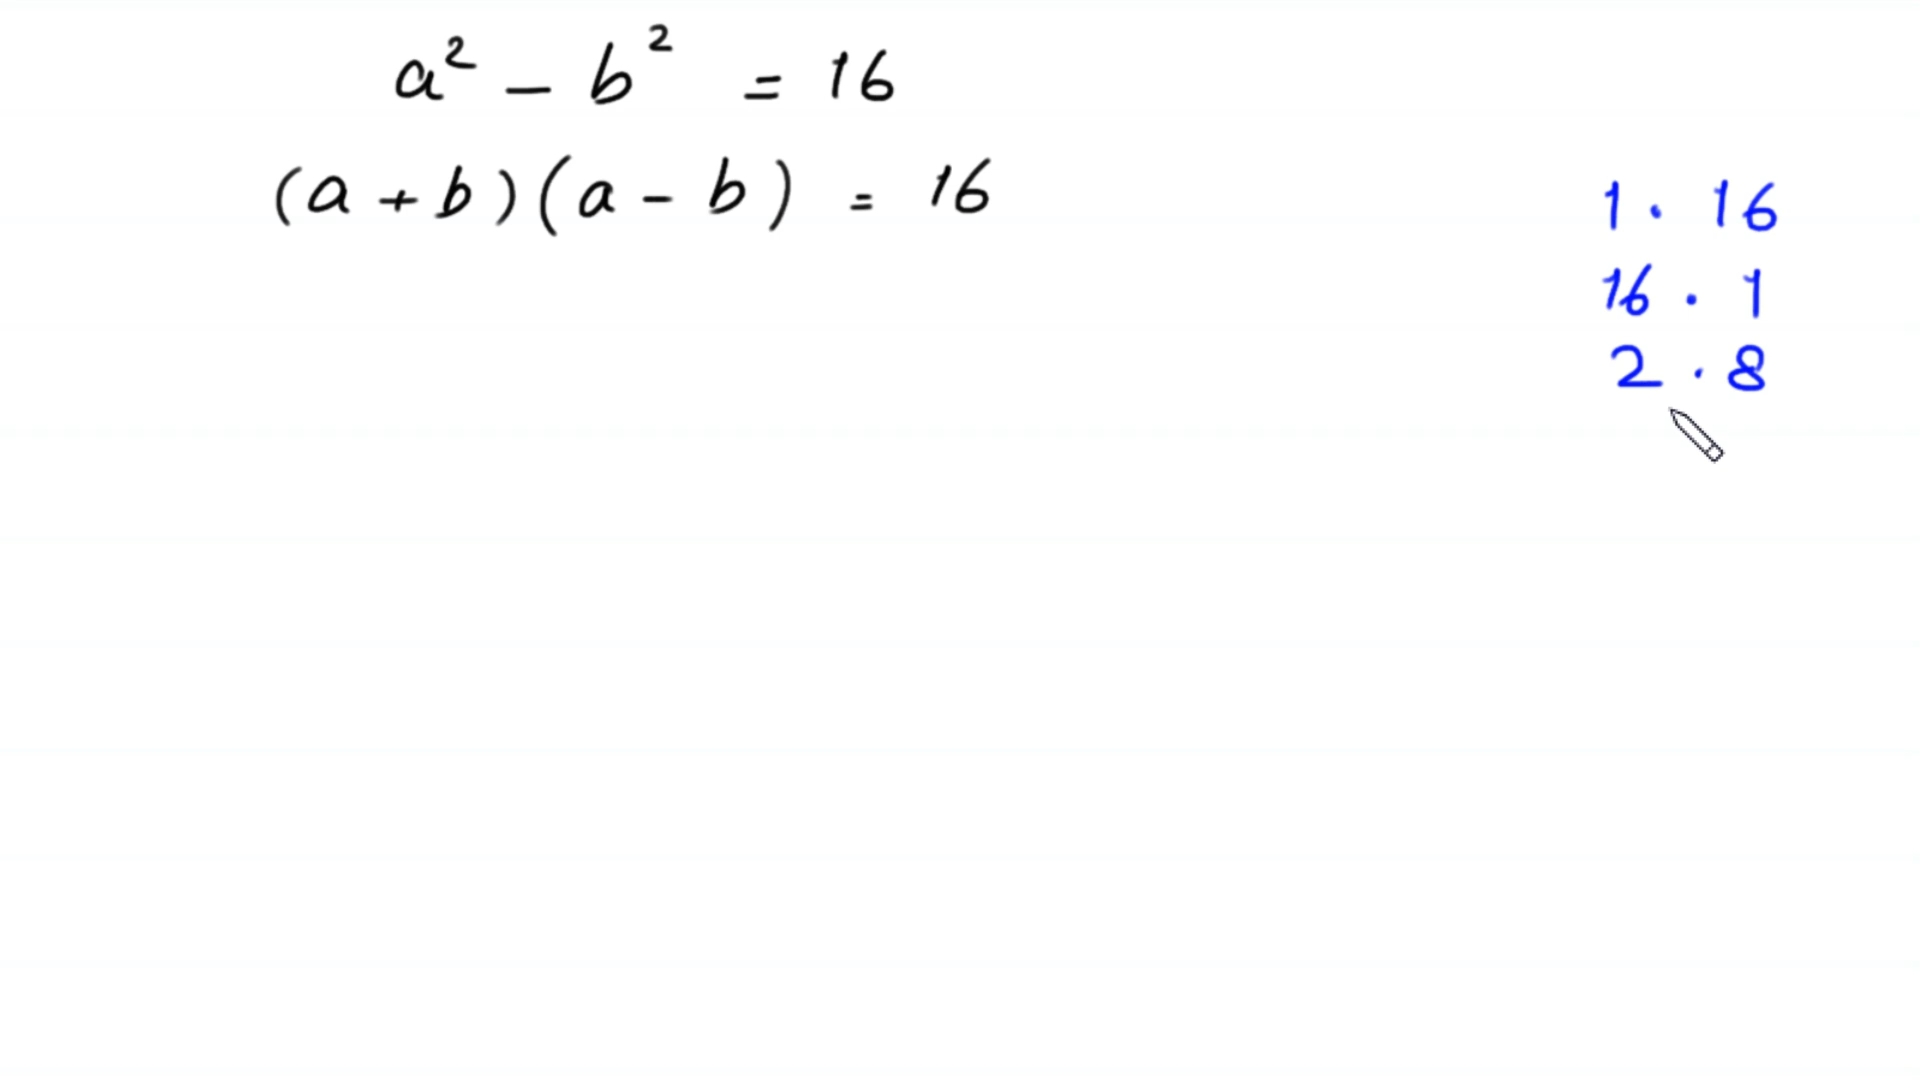 a² - b² = 16
(a + b)(a - b) = 16
1 · 16
16 · 1
2 · 8